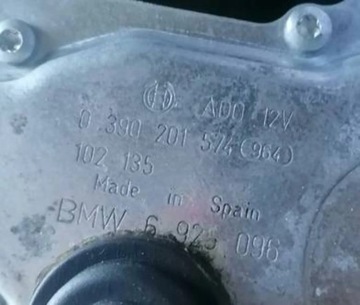 ADO 12V
0 390 201 574 (964)
102 135
Made in Spain
BMW 6 925 096